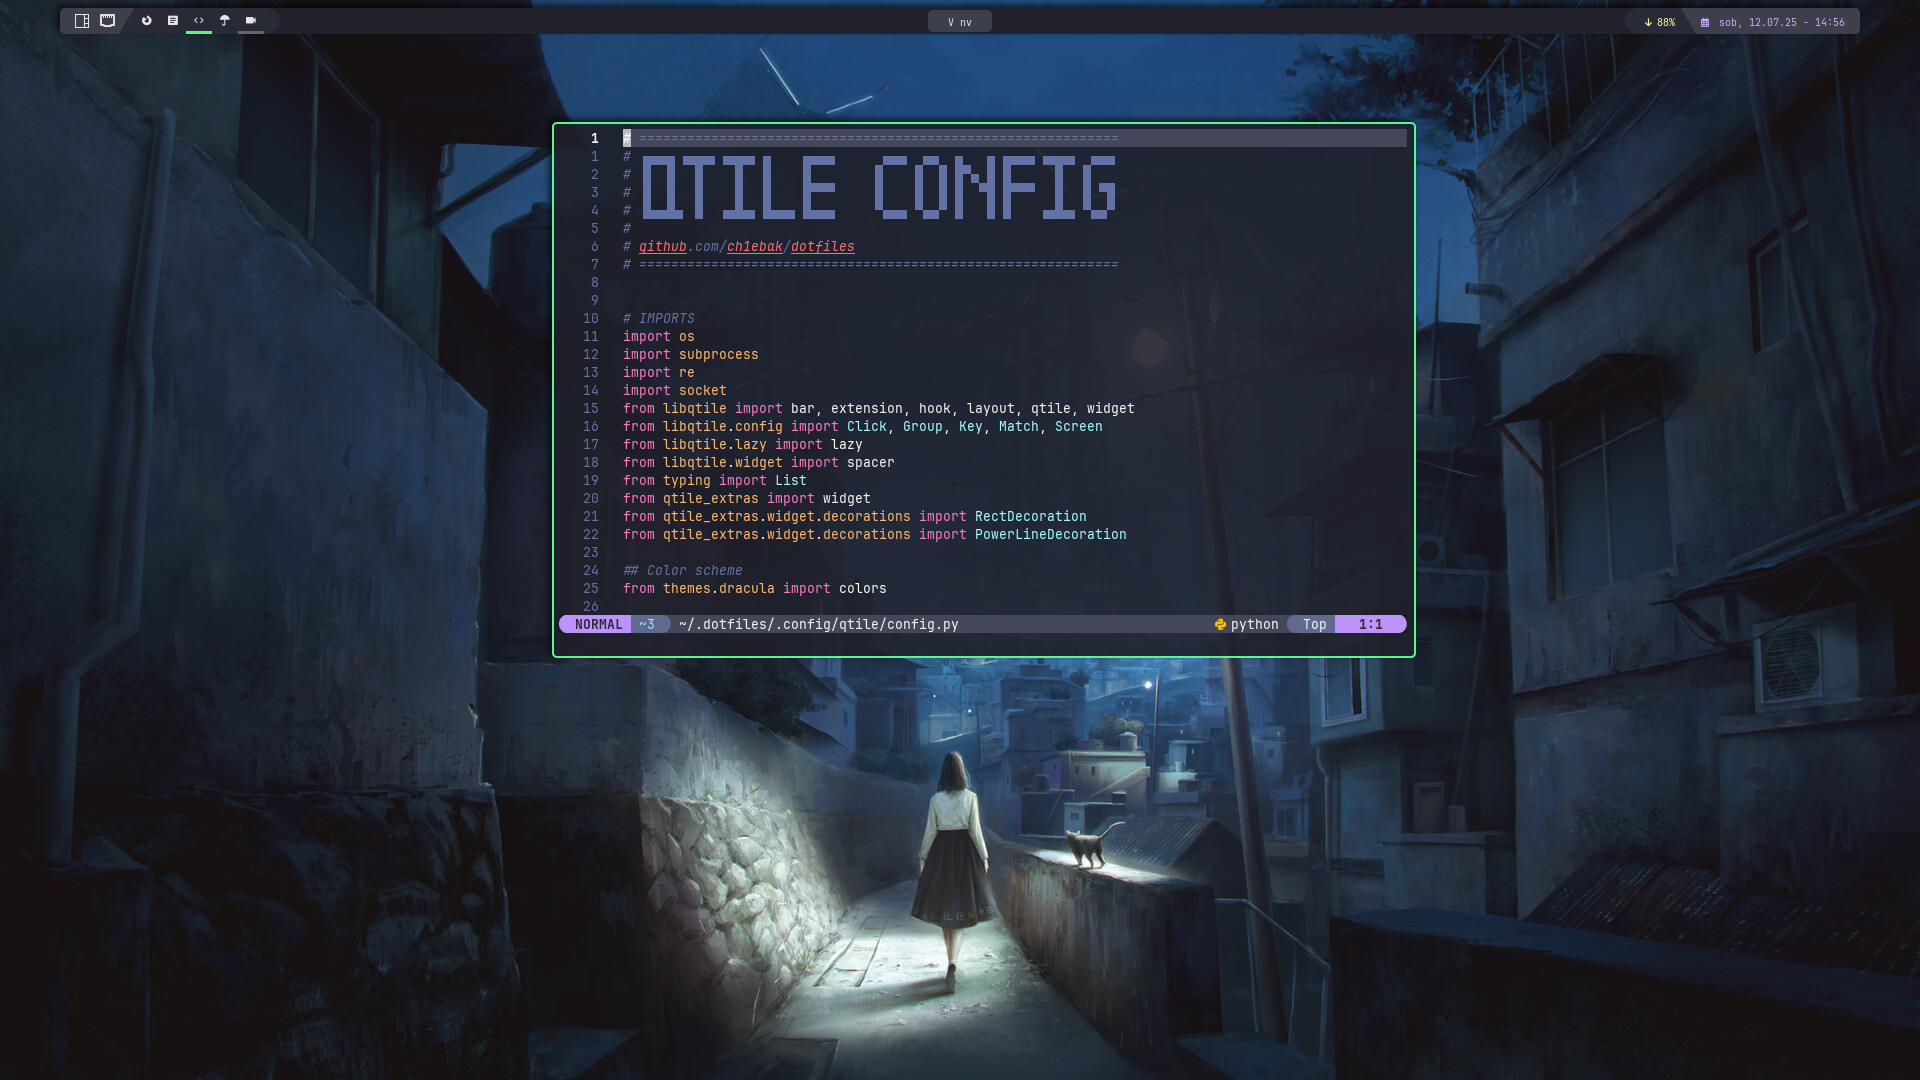 V nv
88%
sob, 12.07.25 - 14:56
1 # ============================================================
1 # QTILE CONFIG
2 #
3 #
4 #
5 #
6 # github.com/ch1ebak/dotfiles
7 # ============================================================
8
9
10 # IMPORTS
11 import os
12 import subprocess
13 import re
14 import socket
15 from libqtile import bar, extension, hook, layout, qtile, widget
16 from libqtile.config import Click, Group, Key, Match, Screen
17 from libqtile.lazy import lazy
18 from libqtile.widget import spacer
19 from typing import List
20 from qtile_extras import widget
21 from qtile_extras.widget.decorations import RectDecoration
22 from qtile_extras.widget.decorations import PowerLineDecoration
23
24 ## Color scheme
25 from themes.dracula import colors
26
NORMAL ~3 ~/.dotfiles/.config/qtile/config.py python Top 1:1